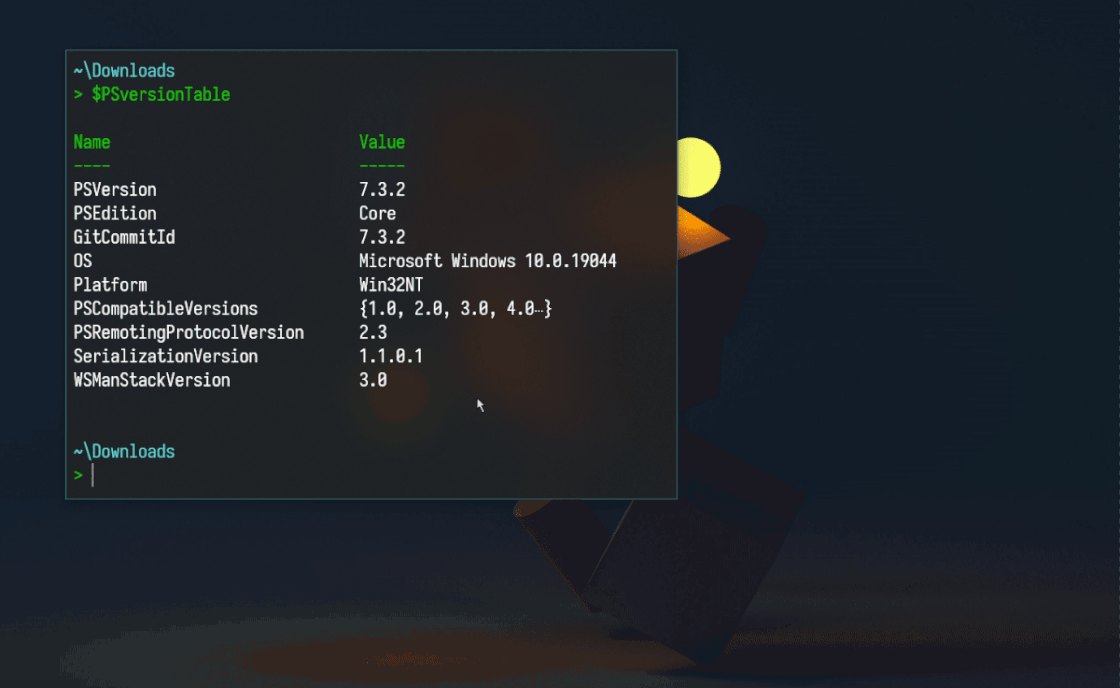 ~\Downloads
> $PSversionTable
Name Value
---- -----
PSVersion 7.3.2
PSEdition Core
GitCommitId 7.3.2
OS Microsoft Windows 10.0.19044
Platform Win32NT
PSCompatibleVersions {1.0, 2.0, 3.0, 4.0…}
PSRemotingProtocolVersion 2.3
SerializationVersion 1.1.0.1
WSManStackVersion 3.0
~\Downloads
>